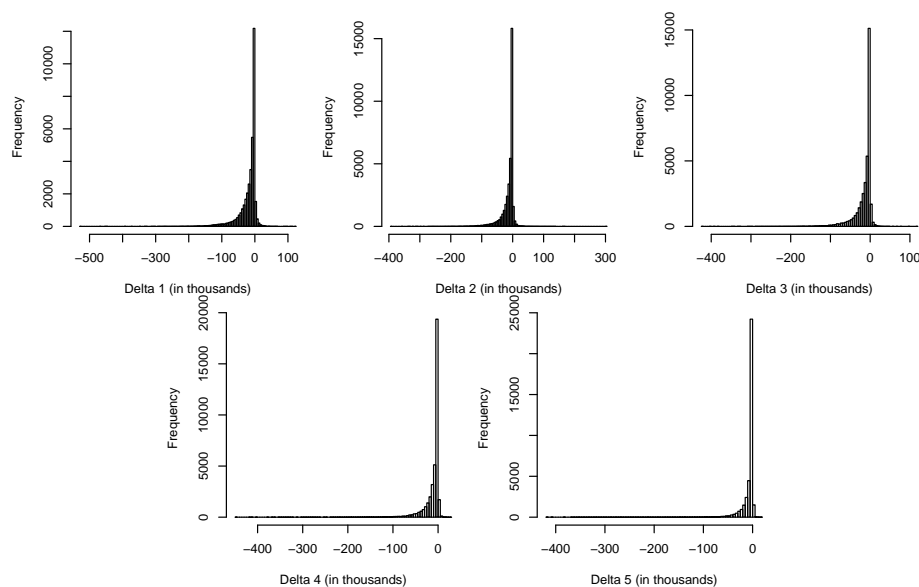 Frequency
0 2000 6000 10000
−500 −300 −100 0 100
Delta 1 (in thousands)
Frequency
0 5000 10000 15000
−400 −200 0 100 200 300
Delta 2 (in thousands)
Frequency
0 5000 10000 15000
−400 −300 −200 −100 0 100
Delta 3 (in thousands)
Frequency
0 5000 10000 15000 20000
−400 −300 −200 −100 0
Delta 4 (in thousands)
Frequency
0 5000 15000 25000
−400 −300 −200 −100 0
Delta 5 (in thousands)